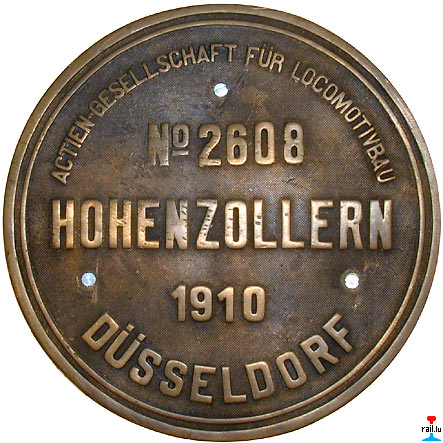 ACTIEN-GESELLSCHAFT FÜR LOCOMOTIVBAU
No 2608
HOHENZOLLERN
1910
DÜSSELDORF
rail.lu